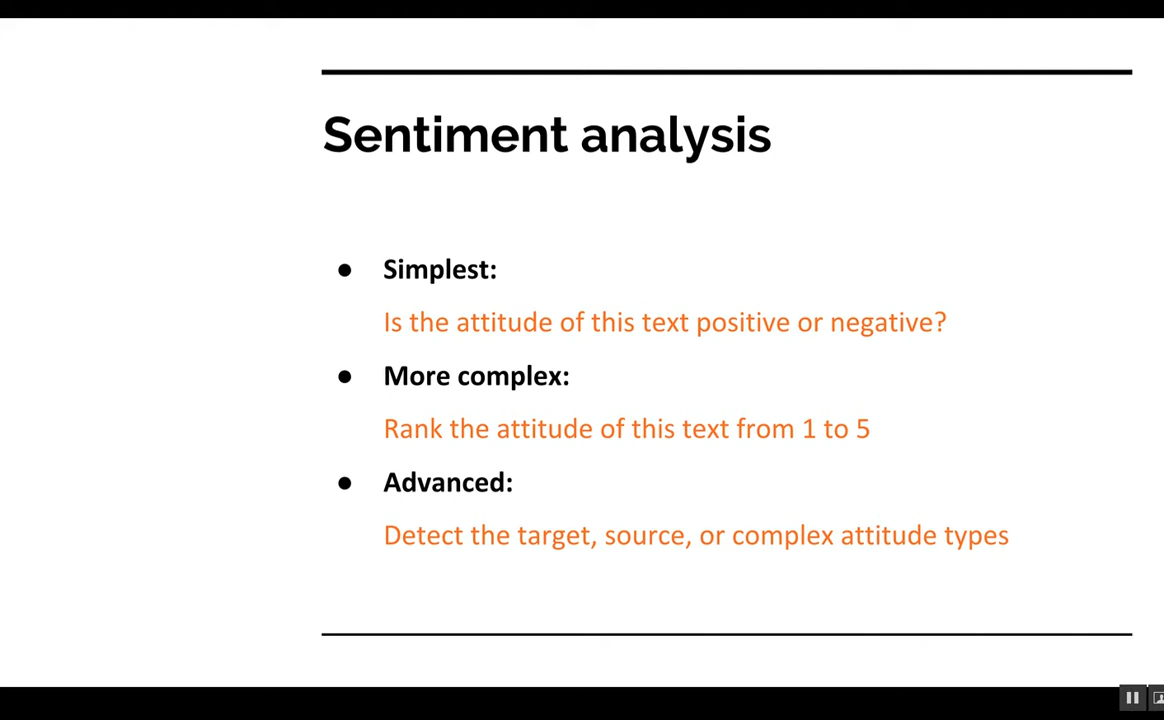 Sentiment analysis
● Simplest:
Is the attitude of this text positive or negative?
● More complex:
Rank the attitude of this text from 1 to 5
● Advanced:
Detect the target, source, or complex attitude types